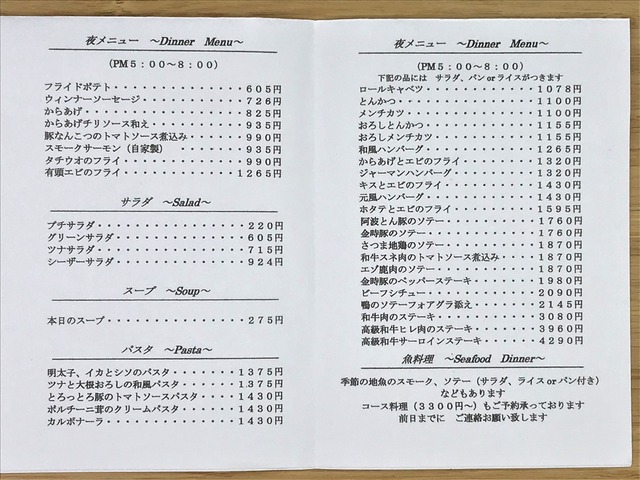 夜メニュー ～Dinner Menu～
（PM５：００～８：００）
フライドポテト・・・・・・・・・・・・・・６０５円
ウィンナーソーセージ・・・・・・・・・・・７２６円
からあげ・・・・・・・・・・・・・・・・・８２５円
からあげチリソース和え・・・・・・・・・・９３５円
豚なんこつのトマトソース煮込み・・・・・・９９０円
スモークサーモン（自家製）・・・・・・・・９３５円
タチウオのフライ・・・・・・・・・・・・・９９０円
有頭エビのフライ・・・・・・・・・・・・１２６５円
サラダ ～Salad～
プチサラダ・・・・・・・・・・・・・・・２２０円
グリーンサラダ・・・・・・・・・・・・・６０５円
ツナサラダ・・・・・・・・・・・・・・・７１５円
シーザーサラダ・・・・・・・・・・・・・９２４円
スープ ～Soup～
本日のスープ・・・・・・・・・・・・・・２７５円
パスタ ～Pasta～
明太子、イカとシソのパスタ・・・・・・１３７５円
ツナと大根おろしの和風パスタ・・・・・１３７５円
とろっとろ豚のトマトソースパスタ・・・１４３０円
ポルチーニ茸のクリームパスタ・・・・・１４３０円
カルボナーラ・・・・・・・・・・・・・１４３０円
夜メニュー ～Dinner Menu～
（PM５：００～８：００）
下記の品には サラダ、パンorライスがつきます
ロールキャベツ・・・・・・・・・・・１０７８円
とんかつ・・・・・・・・・・・・・・１１００円
メンチカツ・・・・・・・・・・・・・１１００円
おろしとんかつ・・・・・・・・・・・１１５５円
おろしメンチカツ・・・・・・・・・・１１５５円
和風ハンバーグ・・・・・・・・・・・１２６５円
からあげとエビのフライ・・・・・・・１３２０円
ジャーマンハンバーグ・・・・・・・・１３２０円
キスとエビのフライ・・・・・・・・・１４３０円
元風ハンバーグ・・・・・・・・・・・１４３０円
ホタテとエビのフライ・・・・・・・・１５９５円
阿波とん豚のソテー・・・・・・・・・１７６０円
金時豚のソテー・・・・・・・・・・・１７６０円
さつま地鶏のソテー・・・・・・・・・１８７０円
和牛スネ肉のトマトソース煮込み・・・１８７０円
エゾ鹿肉のソテー・・・・・・・・・・１８７０円
金時豚のペッパーステーキ・・・・・・１９８０円
ビーフシチュー・・・・・・・・・・・２０９０円
鴨のソテーフォアグラ添え・・・・・・２１４５円
和牛肉のステーキ・・・・・・・・・・３０８０円
高級和牛ヒレ肉のステーキ・・・・・・３９６０円
高級和牛サーロインステーキ・・・・・４２９０円
魚料理 ～Seafood Dinner～
季節の地魚のスモーク、ソテー（サラダ、ライスorパン付き）
などもあります
コース料理（３３００円～）もご予約承っております
前日までに ご連絡お願い致します